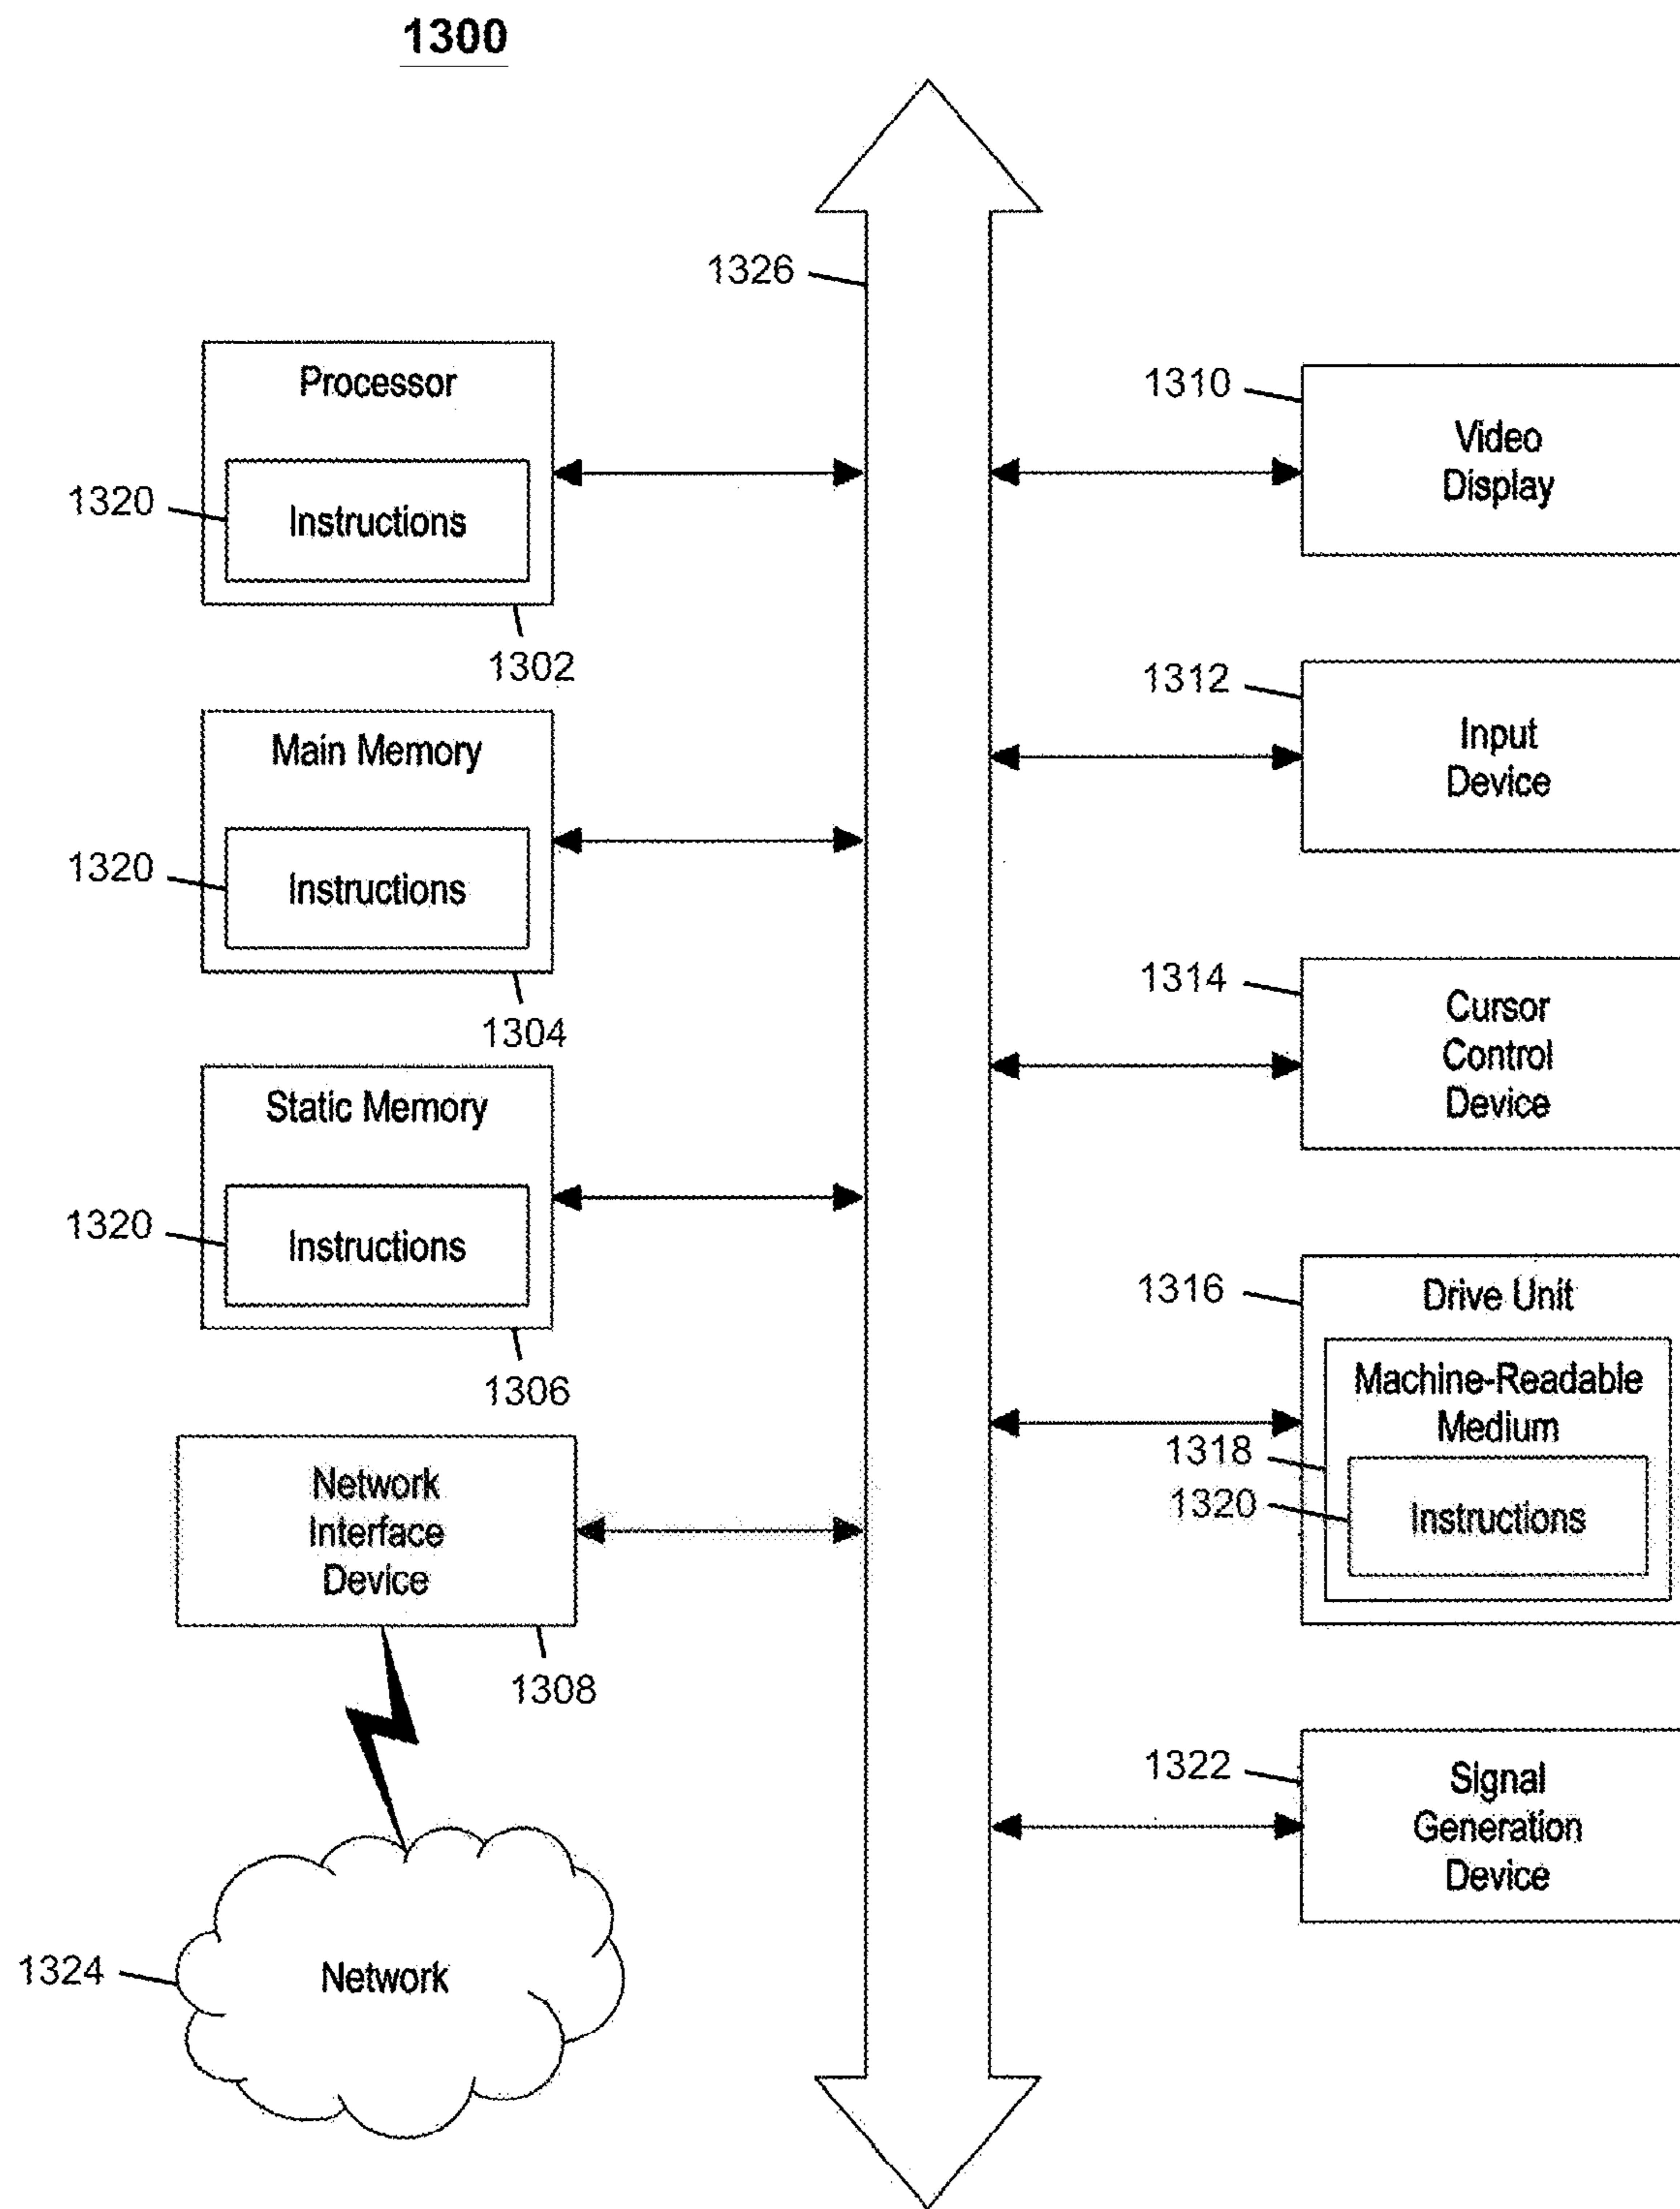 1300
1326
Processor
1320
Instructions
1302
Main Memory
1320
Instructions
1304
Static Memory
1320
Instructions
1306
Network
Interface
Device
1308
1324
Network
1310
Video
Display
1312
Input
Device
1314
Cursor
Control
Device
1316
Drive Unit
Machine-Readable
Medium
1318
1320
Instructions
1322
Signal
Generation
Device